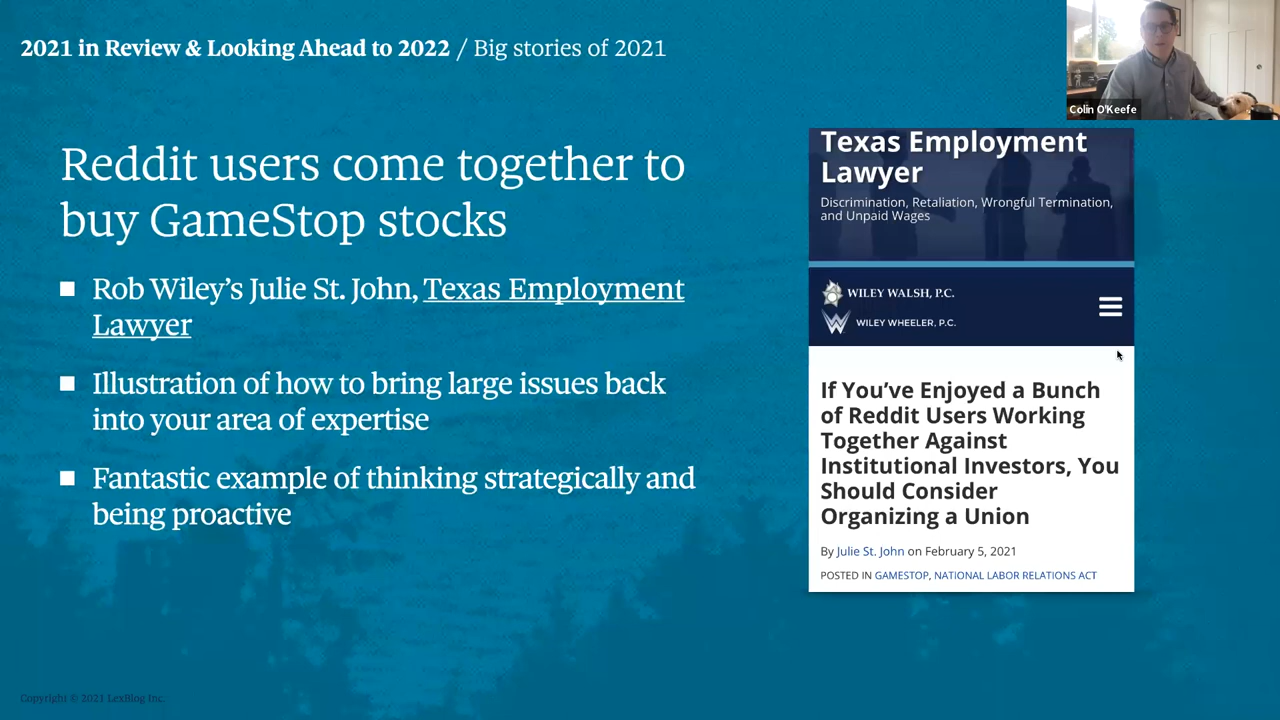 2021 in Review & Looking Ahead to 2022 / Big stories of 2021
Colin O'Keefe
Reddit users come together to
buy GameStop stocks
Rob Wiley’s Julie St. John, Texas Employment
Lawyer
Illustration of how to bring large issues back
into your area of expertise
Fantastic example of thinking strategically and
being proactive
Texas Employment
Lawyer
Discrimination, Retaliation, Wrongful Termination,
and Unpaid Wages
WILEY WALSH, P.C.
WILEY WHEELER, P.C.
If You’ve Enjoyed a Bunch
of Reddit Users Working
Together Against
Institutional Investors, You
Should Consider
Organizing a Union
By Julie St. John on February 5, 2021
POSTED IN GAMESTOP, NATIONAL LABOR RELATIONS ACT
Copyright © 2021 LexBlog Inc.